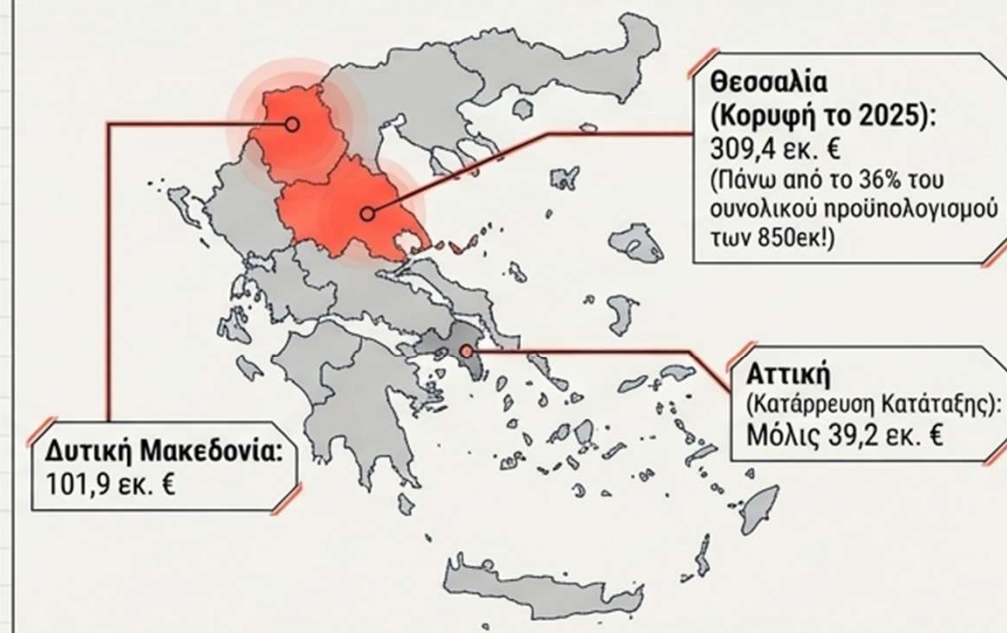 Θεσσαλία
(Κορυφή το 2025):
309,4 εκ. €
(Πάνω από το 36% του
συνολικού προϋπολογισμού
των 850εκ!)
Αττική
(Κατάρρευση Κατάταξης):
Μόλις 39,2 εκ. €
Δυτική Μακεδονία:
101,9 εκ. €